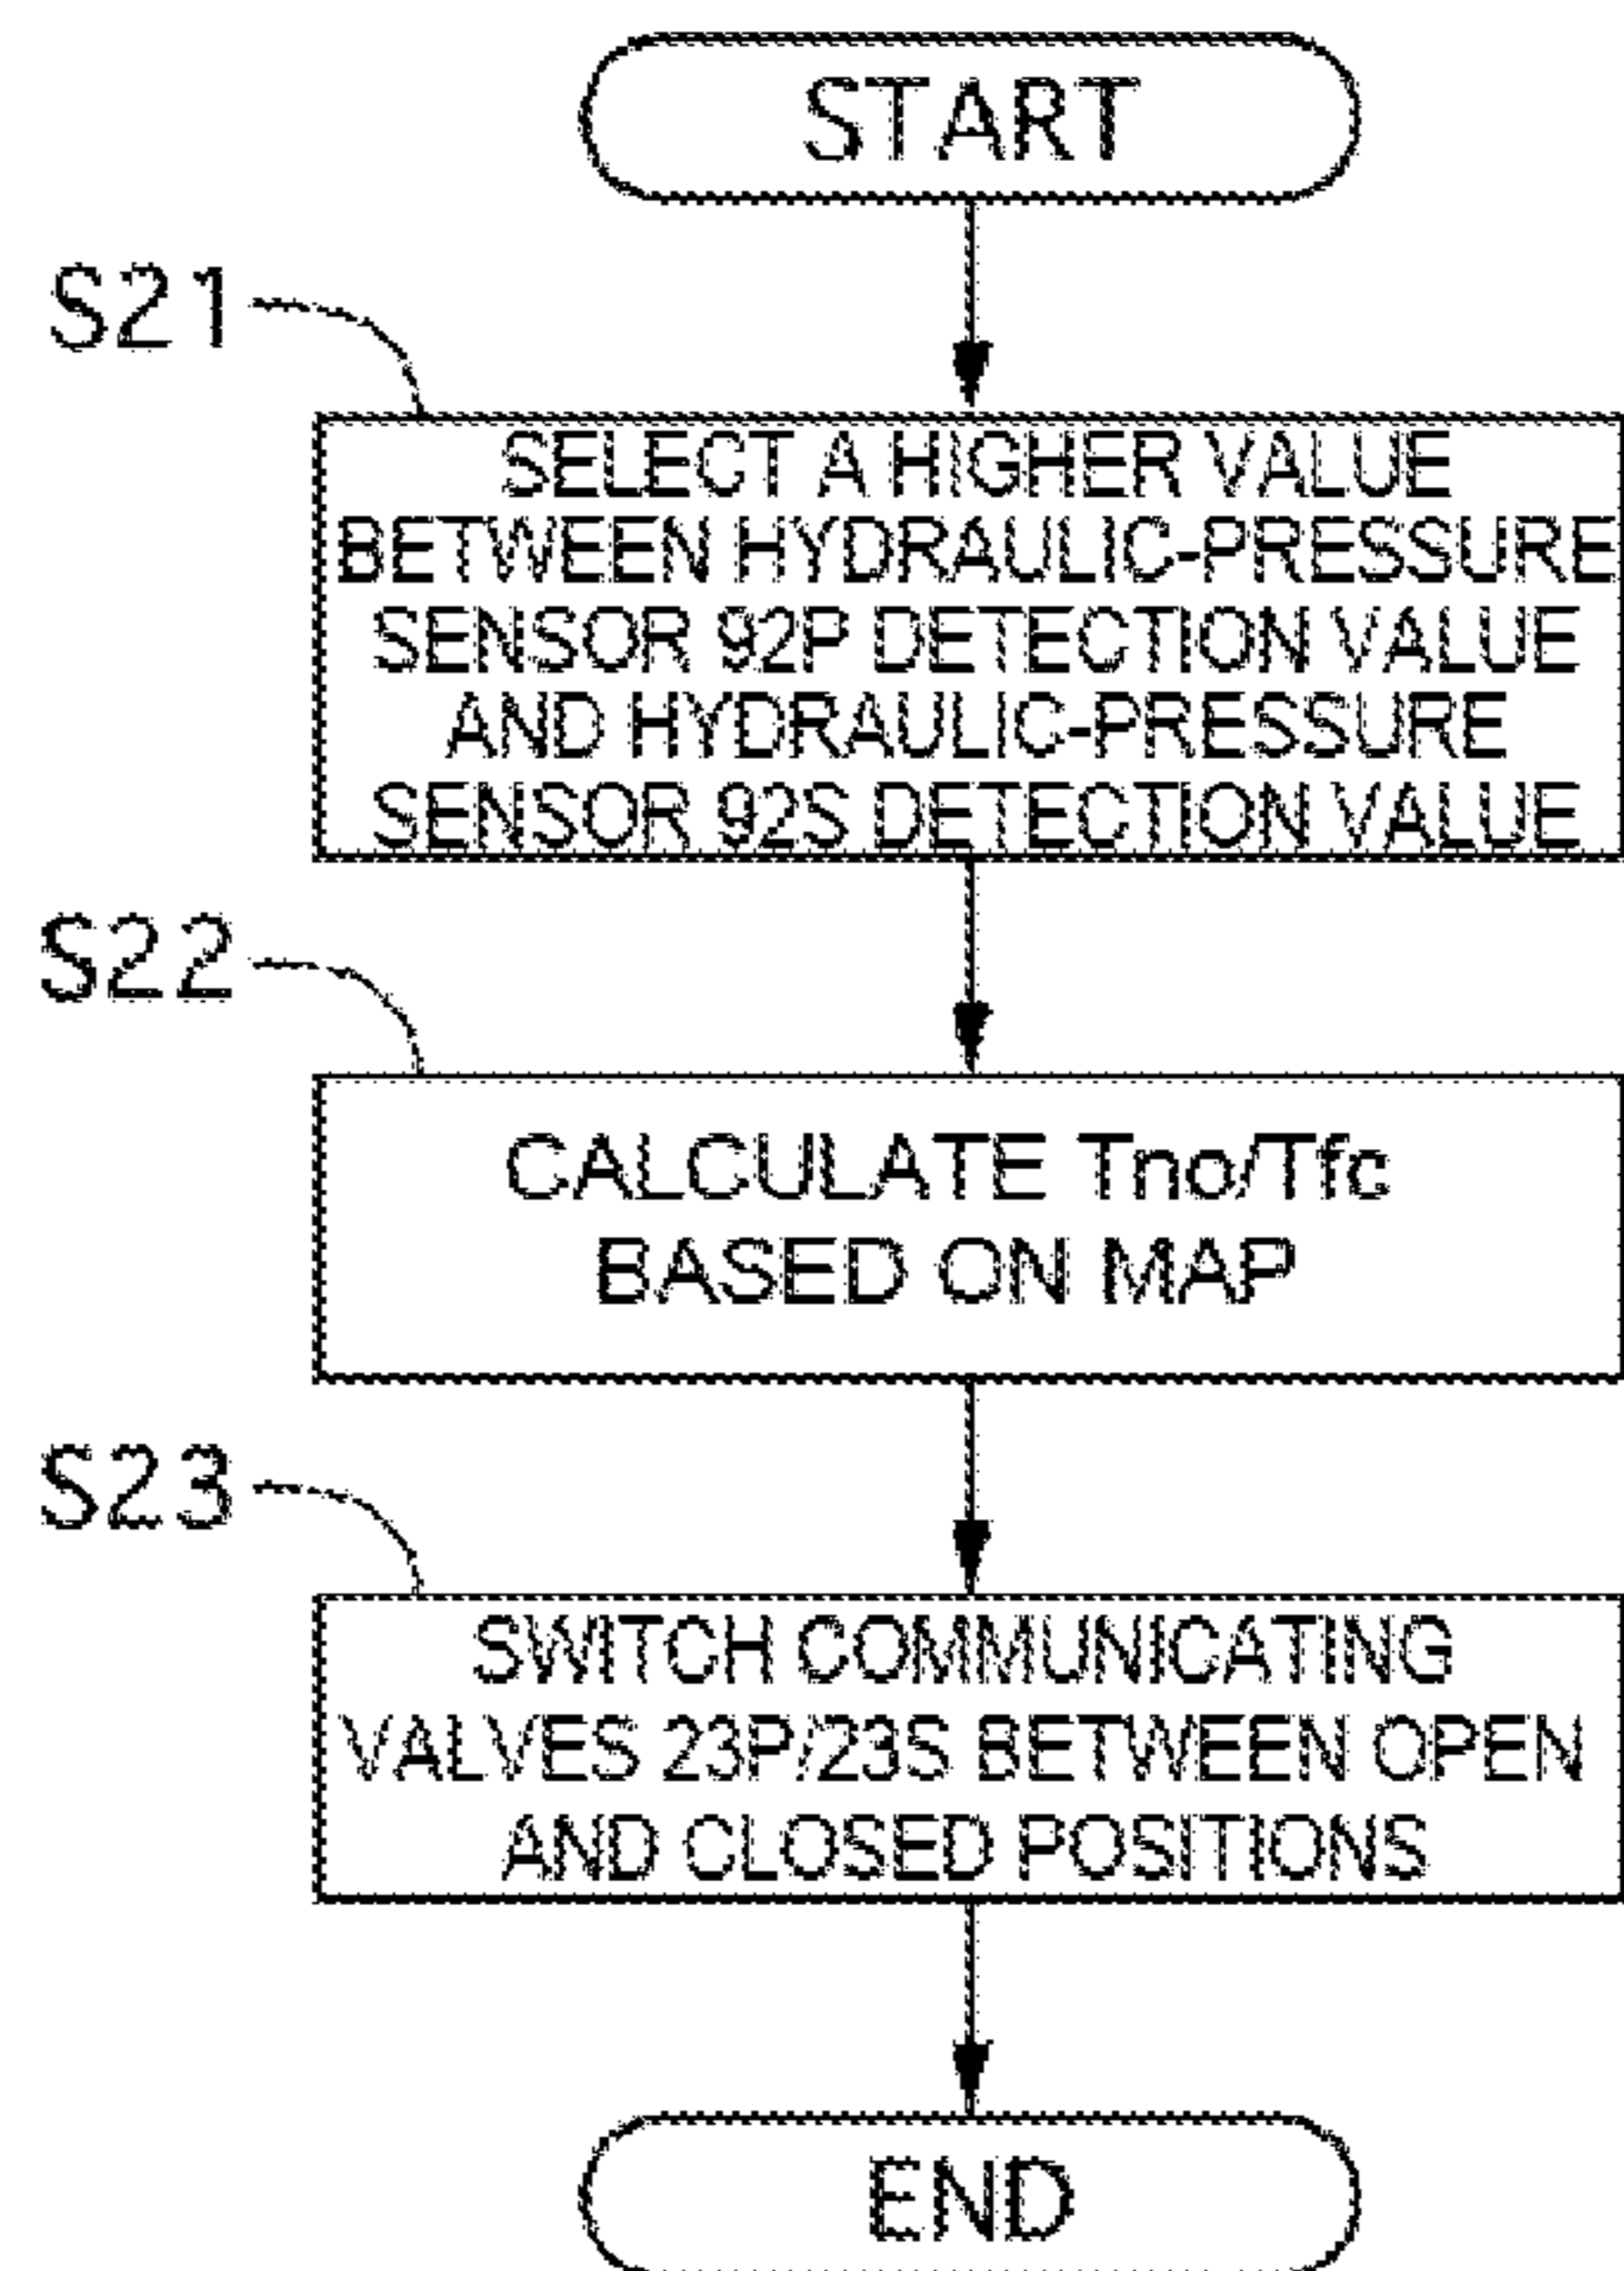 START
S21
SELECT A HIGHER VALUE
BETWEEN HYDRAULIC-PRESSURE
SENSOR 92P DETECTION VALUE
AND HYDRAULIC-PRESSURE
SENSOR 92S DETECTION VALUE
S22
CALCULATE Tno/Tfc
BASED ON MAP
S23
SWITCH COMMUNICATING
VALVES 23P/23S BETWEEN OPEN
AND CLOSED POSITIONS
END